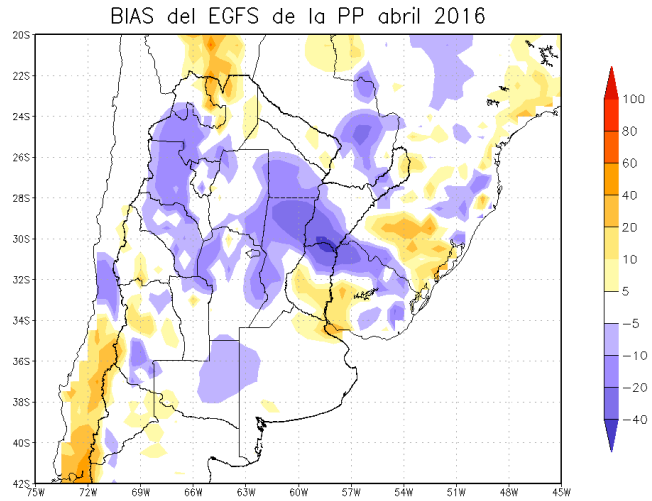 BIAS del EGFS de la PP abril 2016
20S
22S
24S
26S
28S
30S
32S
34S
36S
38S
40S
42S
75W 72W 69W 66W 63W 60W 57W 54W 51W 48W 45W
100
80
60
40
20
10
5
−5
−10
−20
−40